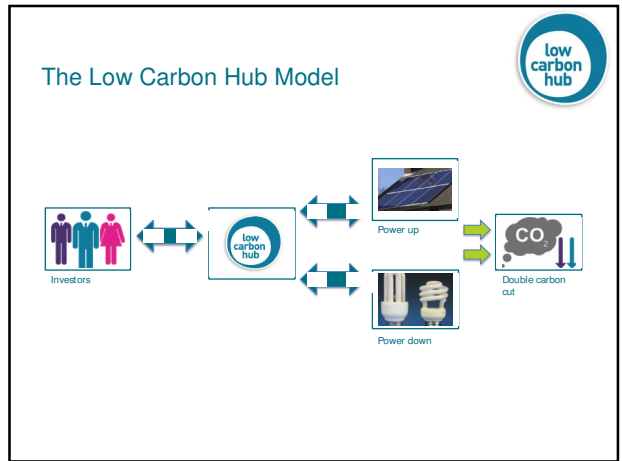 low
carbon
hub
The Low Carbon Hub Model
Investors
low
carbon
hub
Power up
Power down
CO2
Double carbon
cut